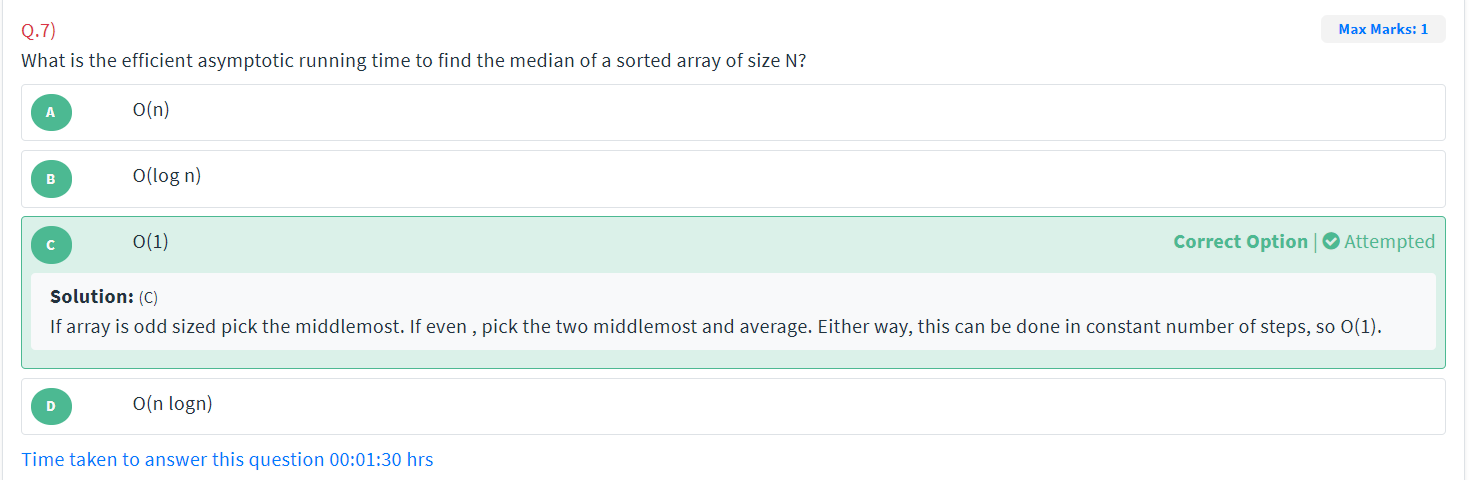 Q.7)
Max Marks: 1
What is the efficient asymptotic running time to find the median of a sorted array of size N?
A O(n)
B O(log n)
C O(1) Correct Option | Attempted
Solution: (C)
If array is odd sized pick the middlemost. If even , pick the two middlemost and average. Either way, this can be done in constant number of steps, so O(1).
D O(n logn)
Time taken to answer this question 00:01:30 hrs